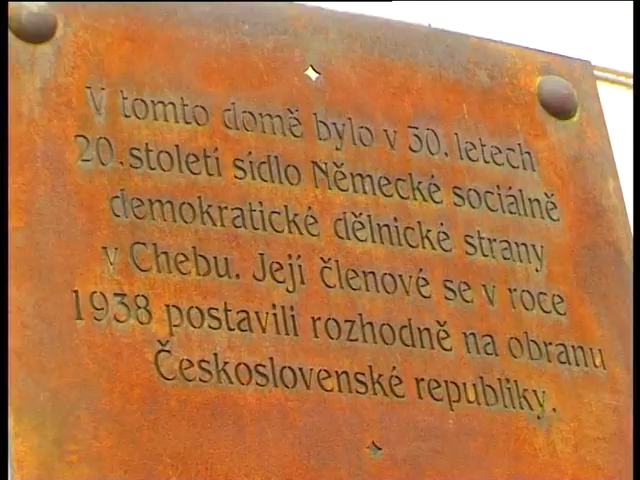 v tomto domě bylo v 30. letech
20. století sídlo Německé sociálně
demokratické dělnické strany
v Chebu. Její členové se v roce
1938 postavili rozhodně na obranu
Československé republiky.